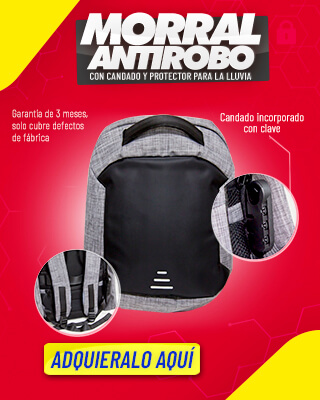 MORRAL
ANTIROBO
CON CANDADO Y PROTECTOR PARA LA LLUVIA
Garantía de 3 meses,
solo cubre defectos
de fábrica
Candado incorporado
con clave
ADQUIERALO AQUÍ